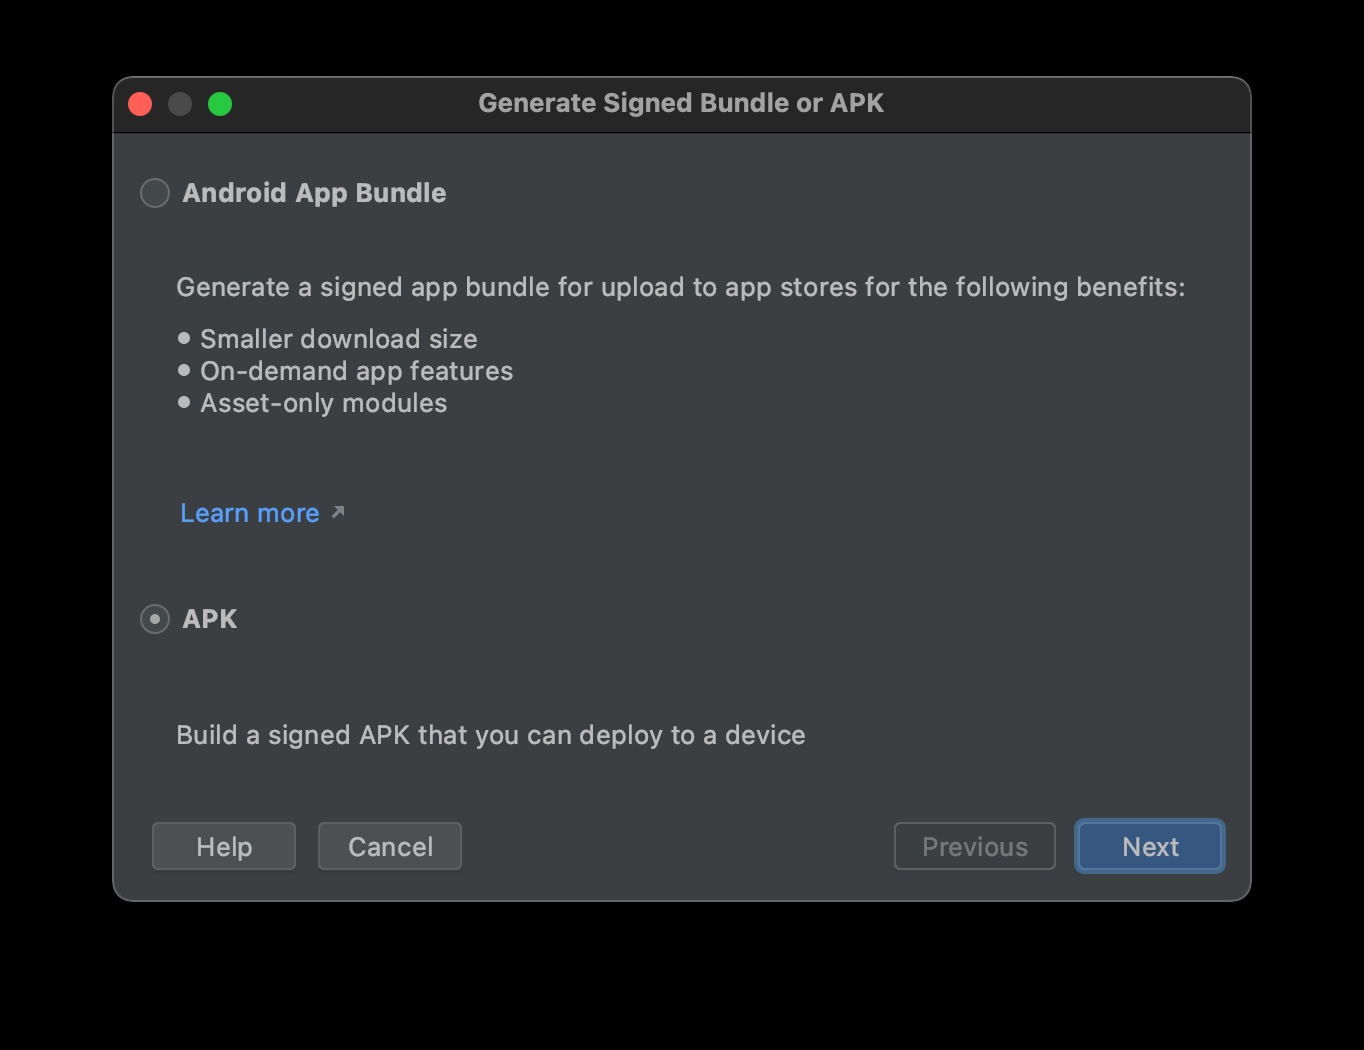 Generate Signed Bundle or APK
Android App Bundle
Generate a signed app bundle for upload to app stores for the following benefits:
• Smaller download size
• On-demand app features
• Asset-only modules
Learn more ↗
APK
Build a signed APK that you can deploy to a device
Help Cancel Previous Next